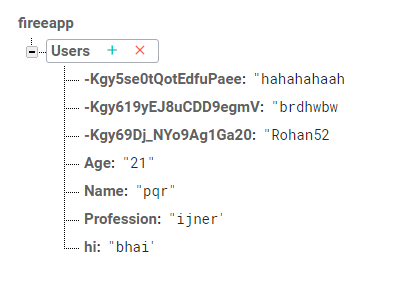 fireeapp
Users + ×
-Kgy5se0tQotEdfuPaee: "hahahahaah
-Kgy619yEJ8uCDD9egmV: "brdhwbw
-Kgy69Dj_NYo9Ag1Ga20: "Rohan52
Age: "21"
Name: "pqr"
Profession: "ijner'
hi: "bhai'